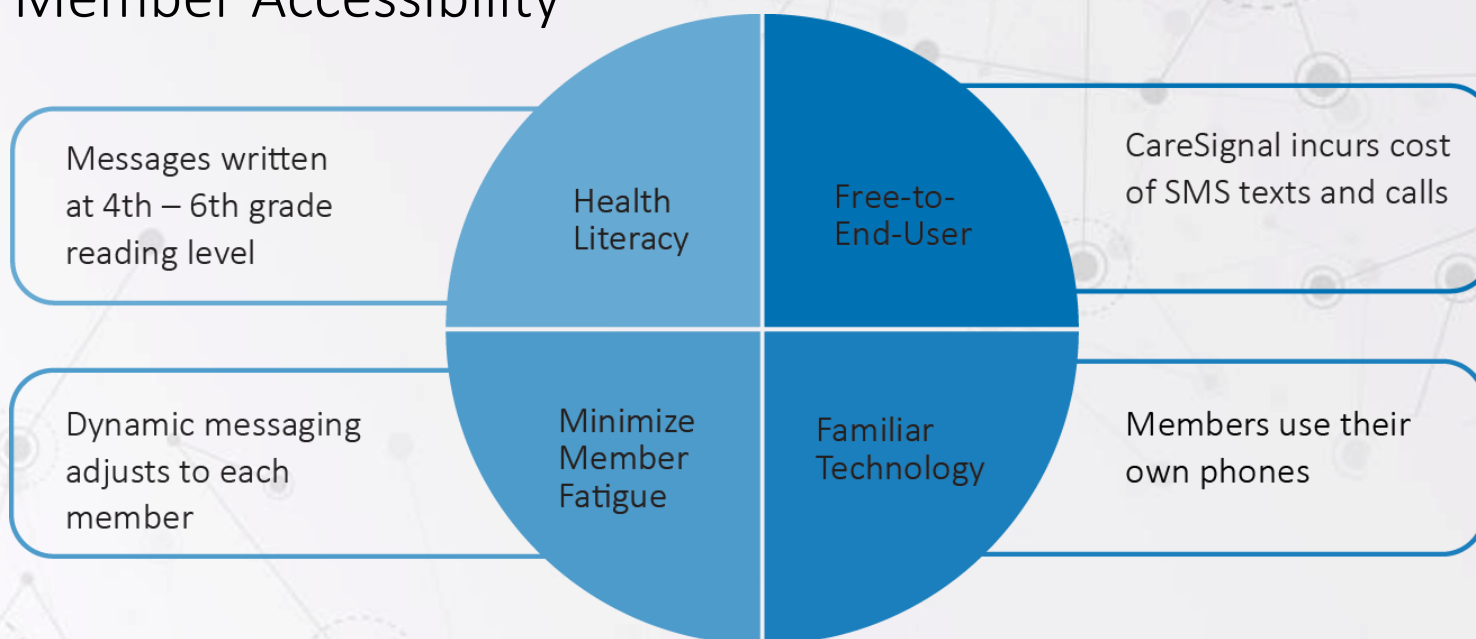 Member Accessibility
Messages written
at 4th – 6th grade
reading level
Health
Literacy
Free-to-
End-User
CareSignal incurs cost
of SMS texts and calls
Dynamic messaging
adjusts to each
member
Minimize
Member
Fatigue
Familiar
Technology
Members use their
own phones